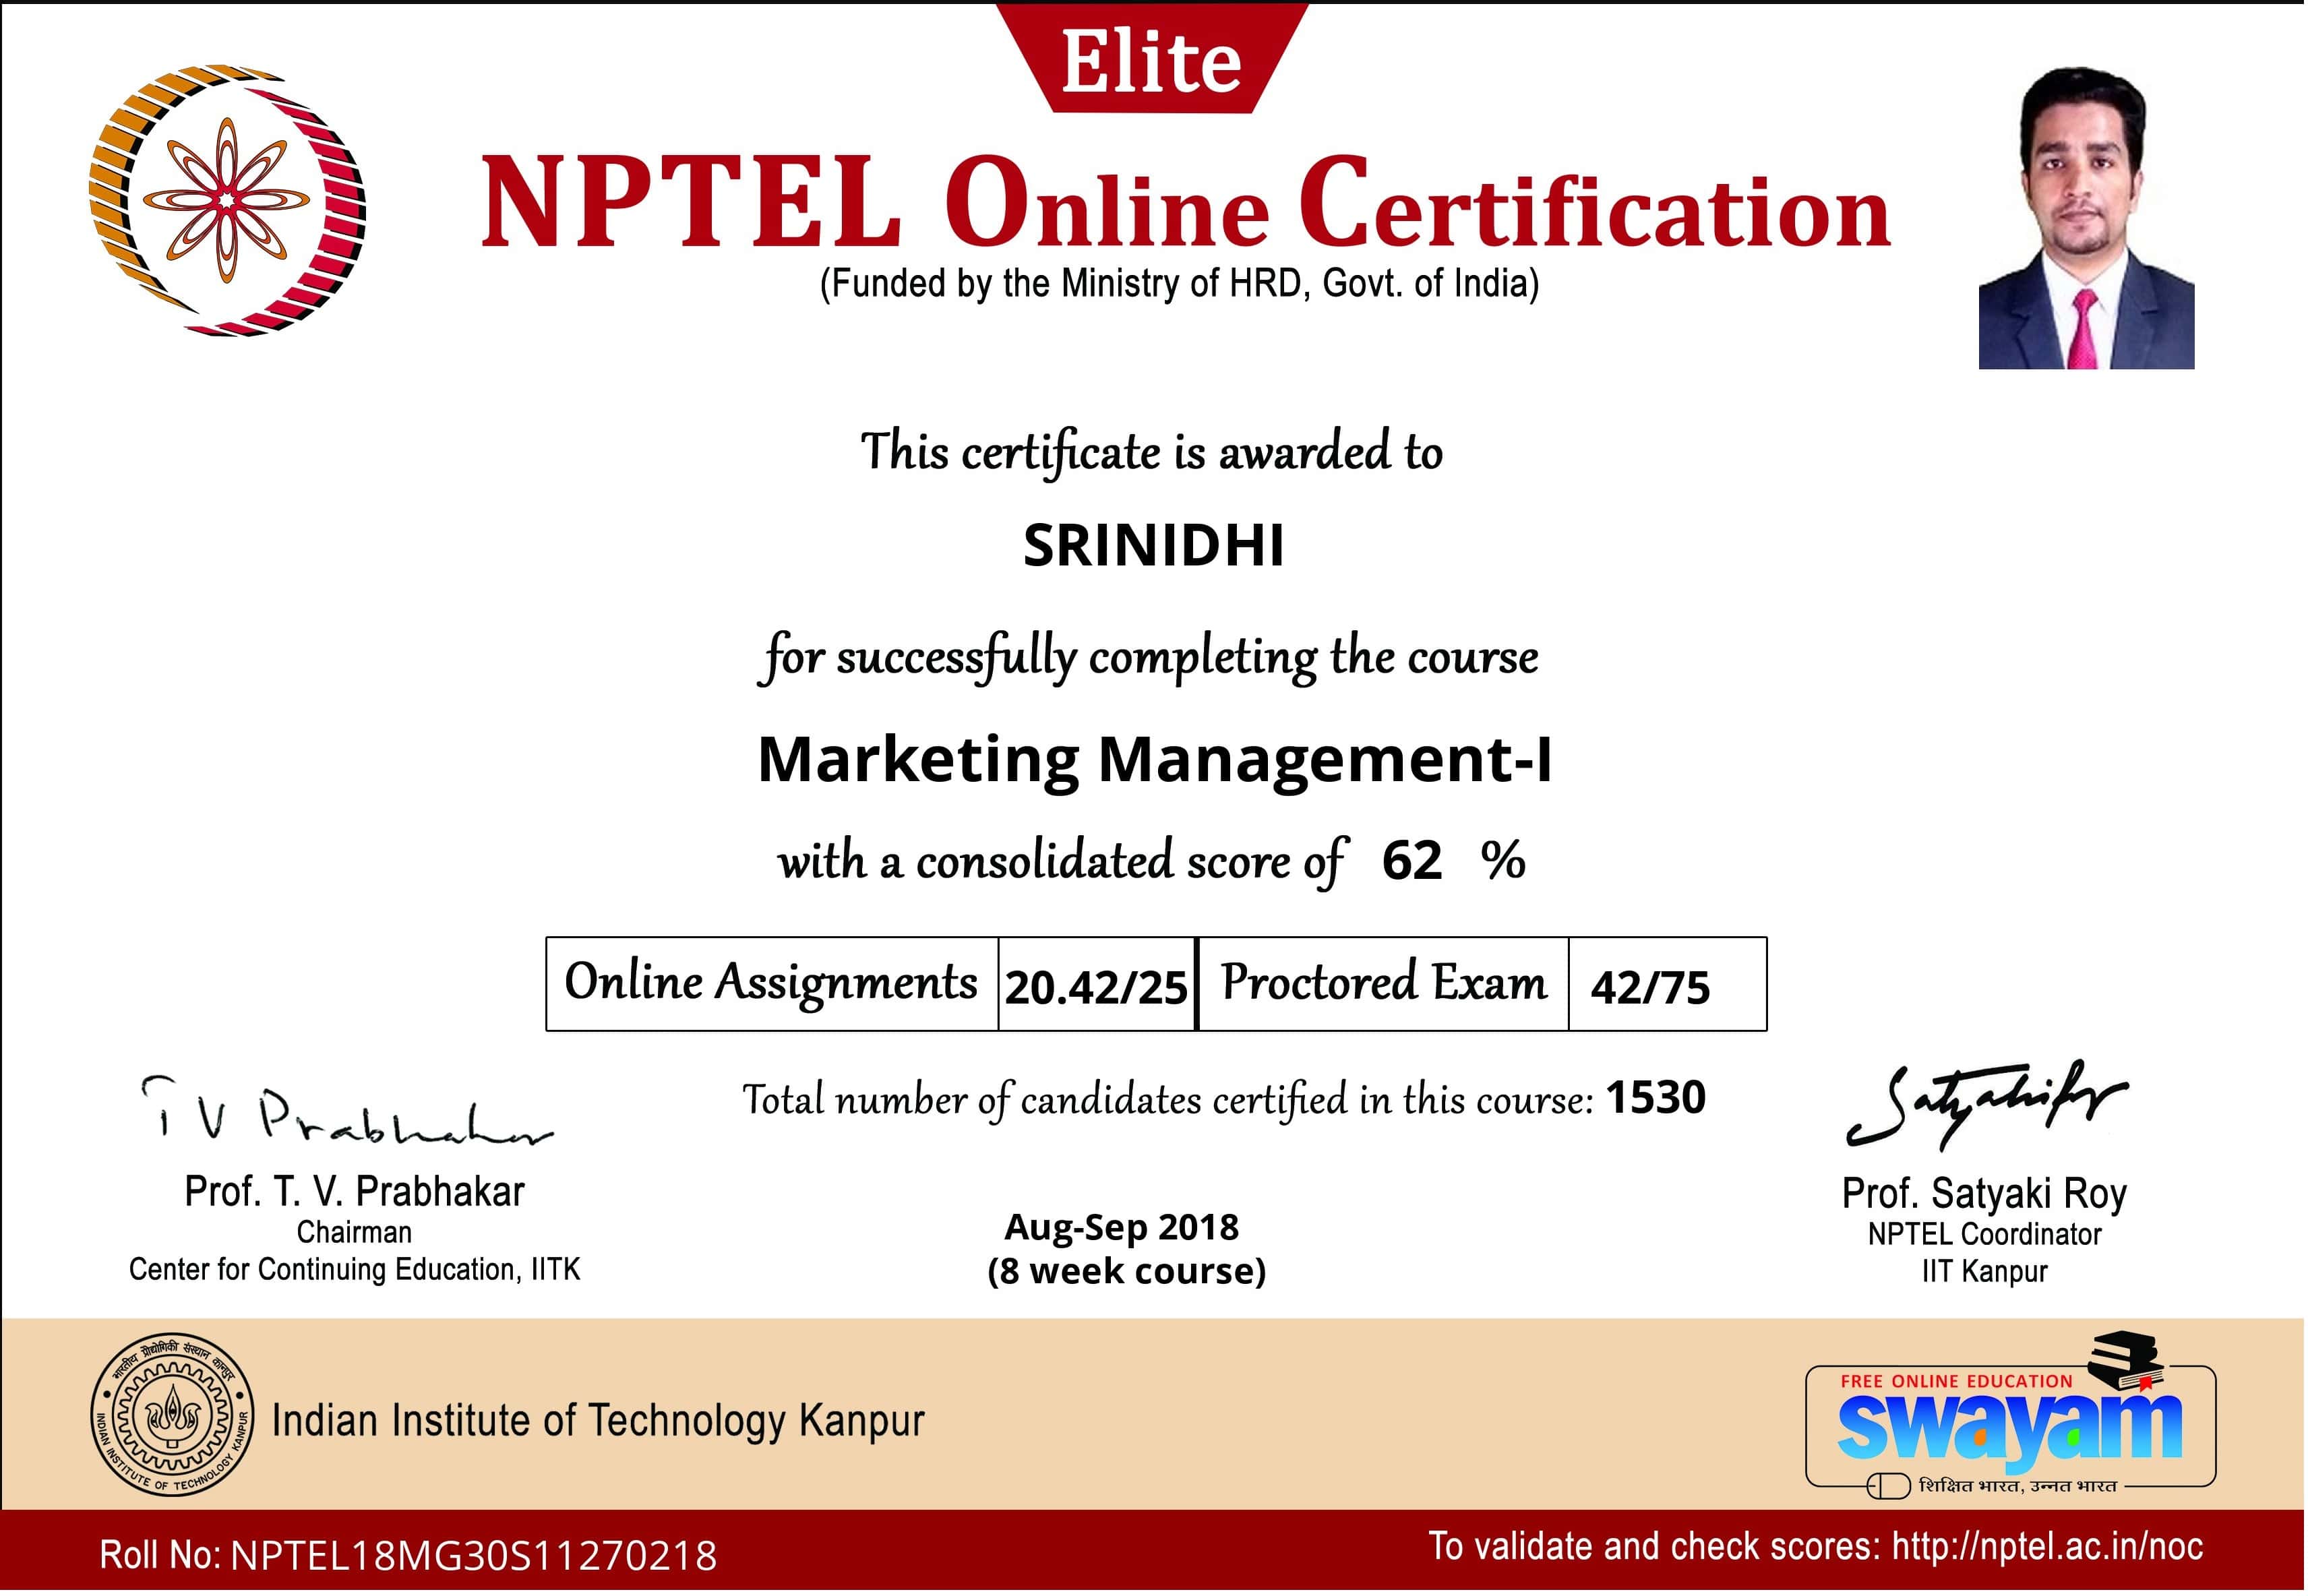 Elite
NPTEL Online Certification
(Funded by the Ministry of HRD, Govt. of India)
This certificate is awarded to
SRINIDHI
for successfully completing the course
Marketing Management-I
with a consolidated score of 62 %
Online Assignments 20.42/25 Proctored Exam 42/75
Total number of candidates certified in this course: 1530
T V Prabhakar
Prof. T. V. Prabhakar
Chairman
Center for Continuing Education, IITK
Aug-Sep 2018
(8 week course)
Prof. Satyaki Roy
NPTEL Coordinator
IIT Kanpur
भारतीय प्रौद्योगिकी संस्थान कानपुर
INDIAN INSTITUTE OF TECHNOLOGY KANPUR
Indian Institute of Technology Kanpur
FREE ONLINE EDUCATION
swayam
शिक्षित भारत, उन्नत भारत
Roll No: NPTEL18MG30S11270218
To validate and check scores: http://nptel.ac.in/noc